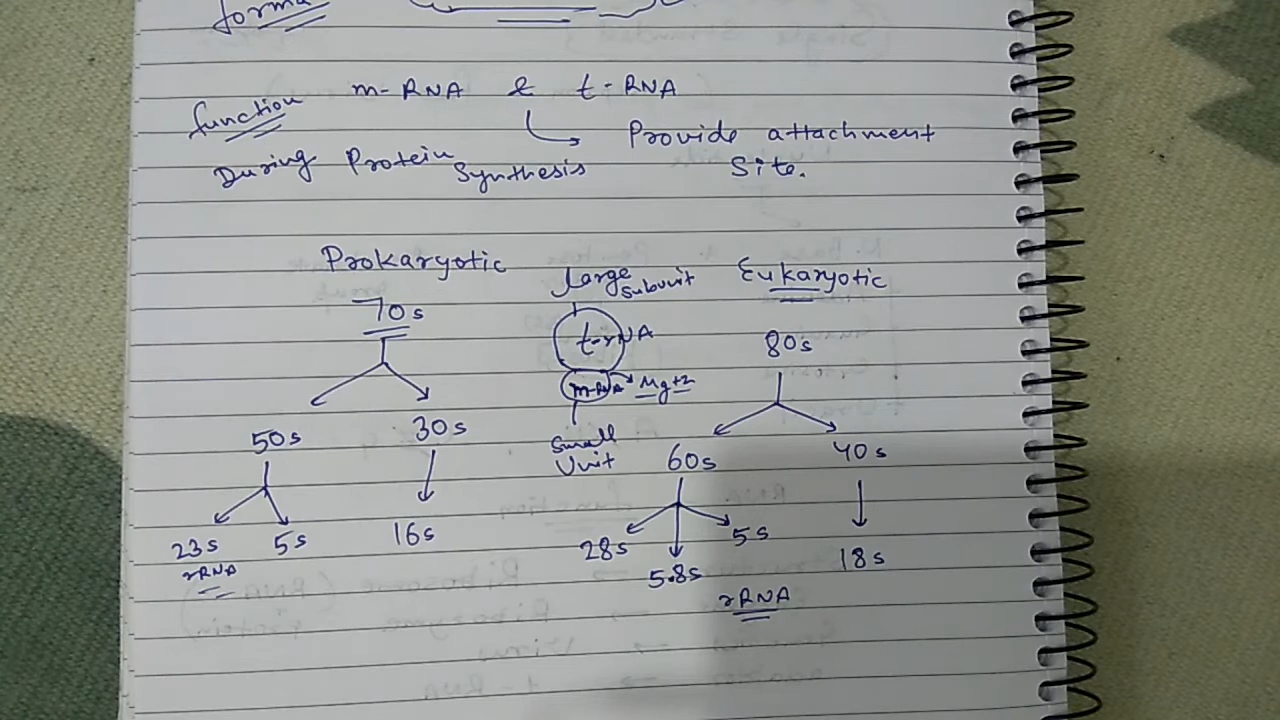 forma
function m-RNA & t-RNA
Provide attachment
During Protein Synthesis Site.
Prokaryotic large subunit Eukaryotic
70s t-rNA 80s
m-RNA Mg+2
50s 30s Small Unit 60s 40s
23s 5s 16s 28s 5.8s 5s 18s
rRNA rRNA